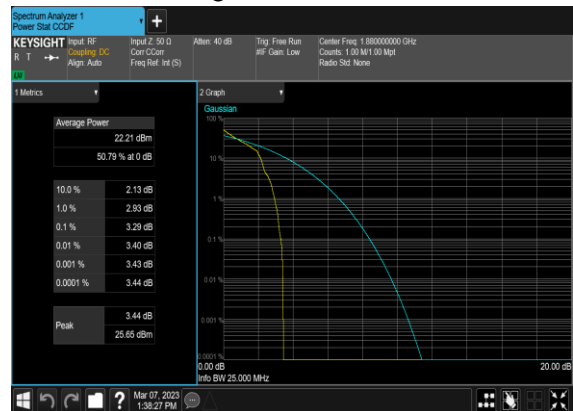 Spectrum Analyzer 1
Power Stat CCDF
KEYSIGHT
R T
LW
Input: RF
Coupling: DC
Align: Auto
Input Z: 50 Ω
Corr CCorr
Freq Ref: Int (S)
Atten: 40 dB
Trig: Free Run
#IF Gain: Low
Center Freq: 1.880000000 GHz
Counts: 1.00 M/1.00 Mpt
Radio Std: None
1 Metrics
Average Power
22.21 dBm
50.79 % at 0 dB
10.0 % 2.13 dB
1.0 % 2.93 dB
0.1 % 3.29 dB
0.01 % 3.40 dB
0.001 % 3.43 dB
0.0001 % 3.44 dB
Peak
3.44 dB
25.65 dBm
2 Graph
Gaussian
100 %
10 %
1 %
0.1 %
0.01 %
0.001 %
0.0001 %
0.00 dB 20.00 dB
Info BW 25.000 MHz
?
Mar 07, 2023
1:38:27 PM